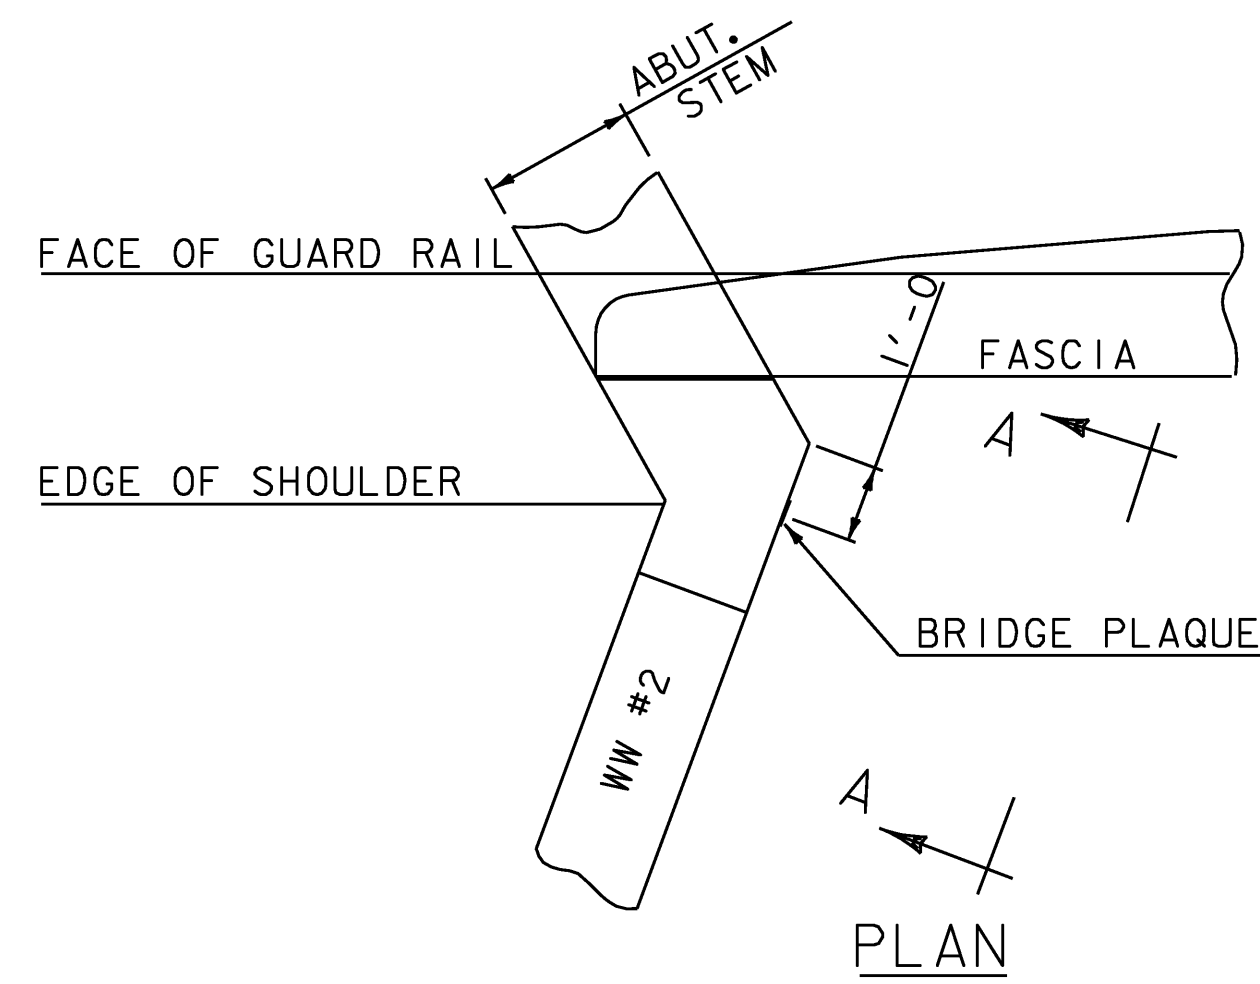 ABUT.
STEM
FACE OF GUARD RAIL
1'-0
FASCIA
A
EDGE OF SHOULDER
BRIDGE PLAQUE
WW #2
A
PLAN